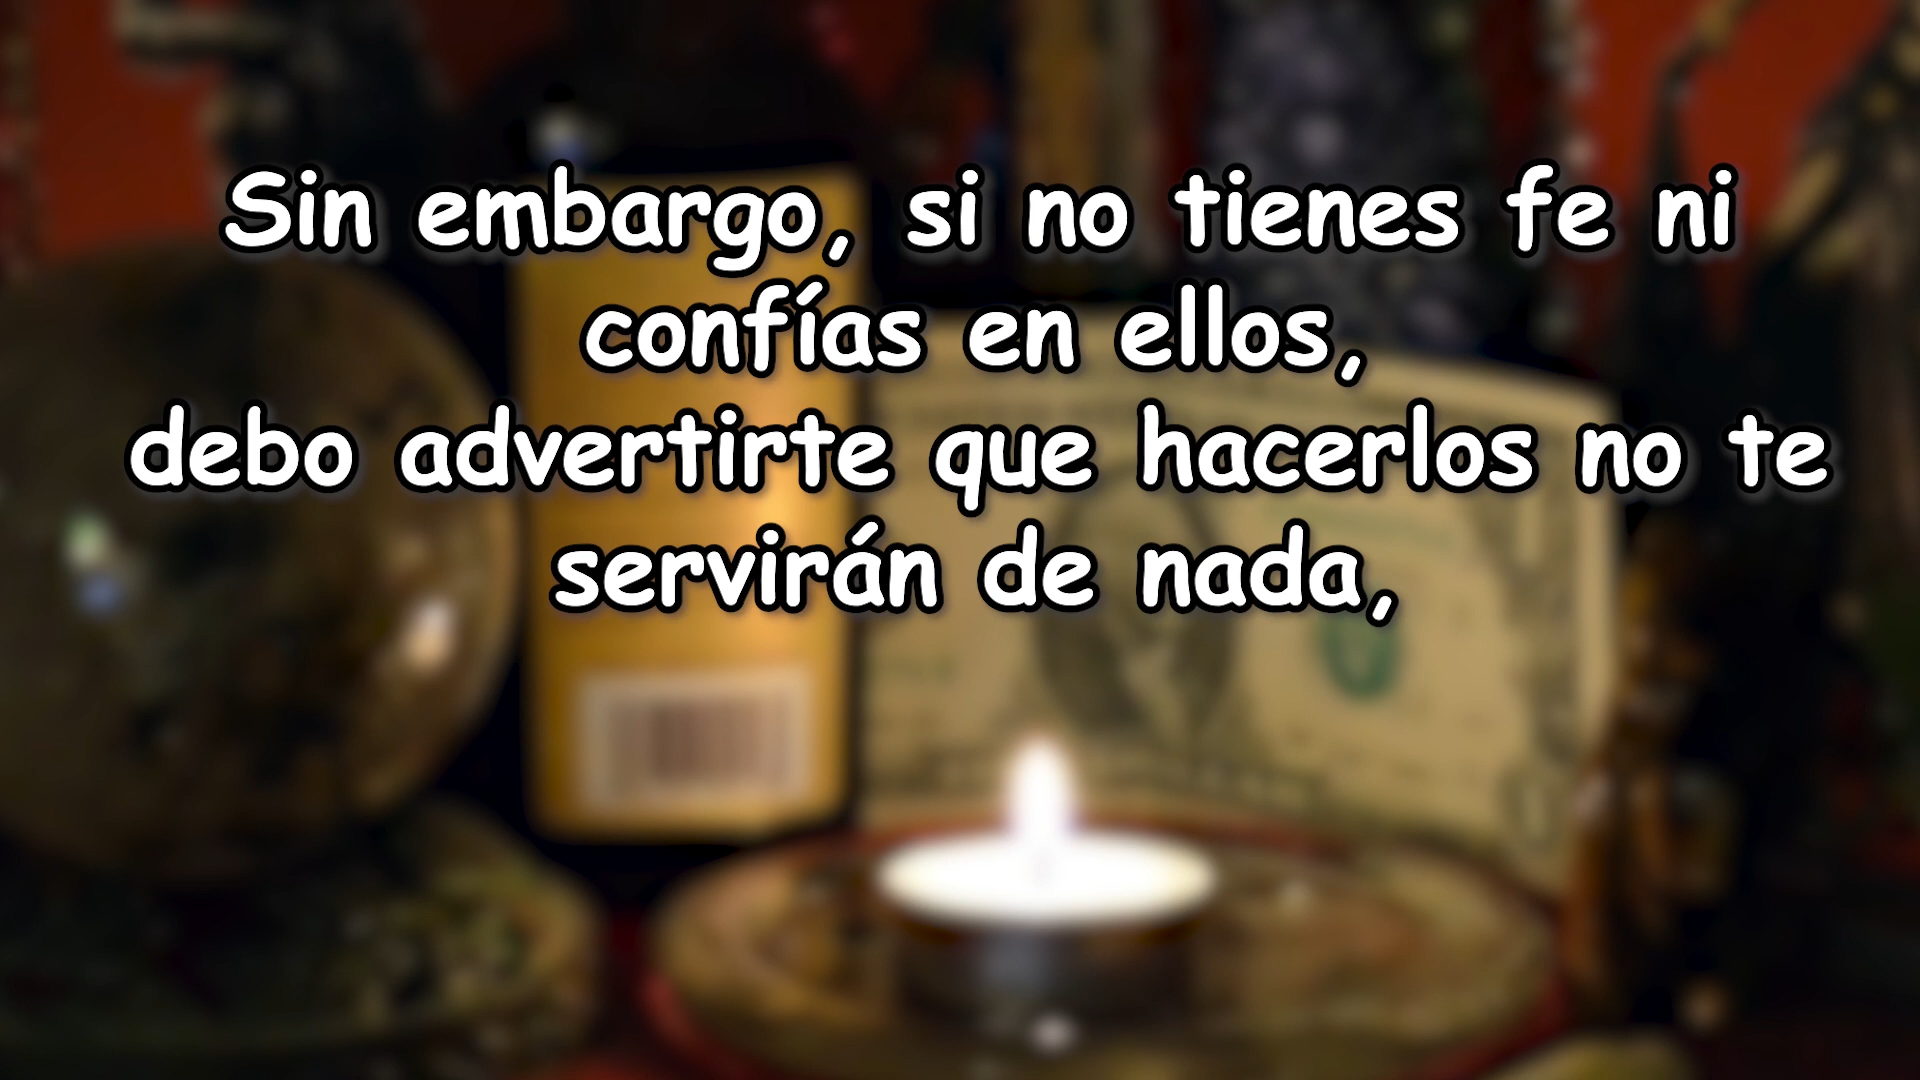 Sin embargo, si no tienes fe ni
confías en ellos,
debo advertirte que hacerlos no te
servirán de nada,